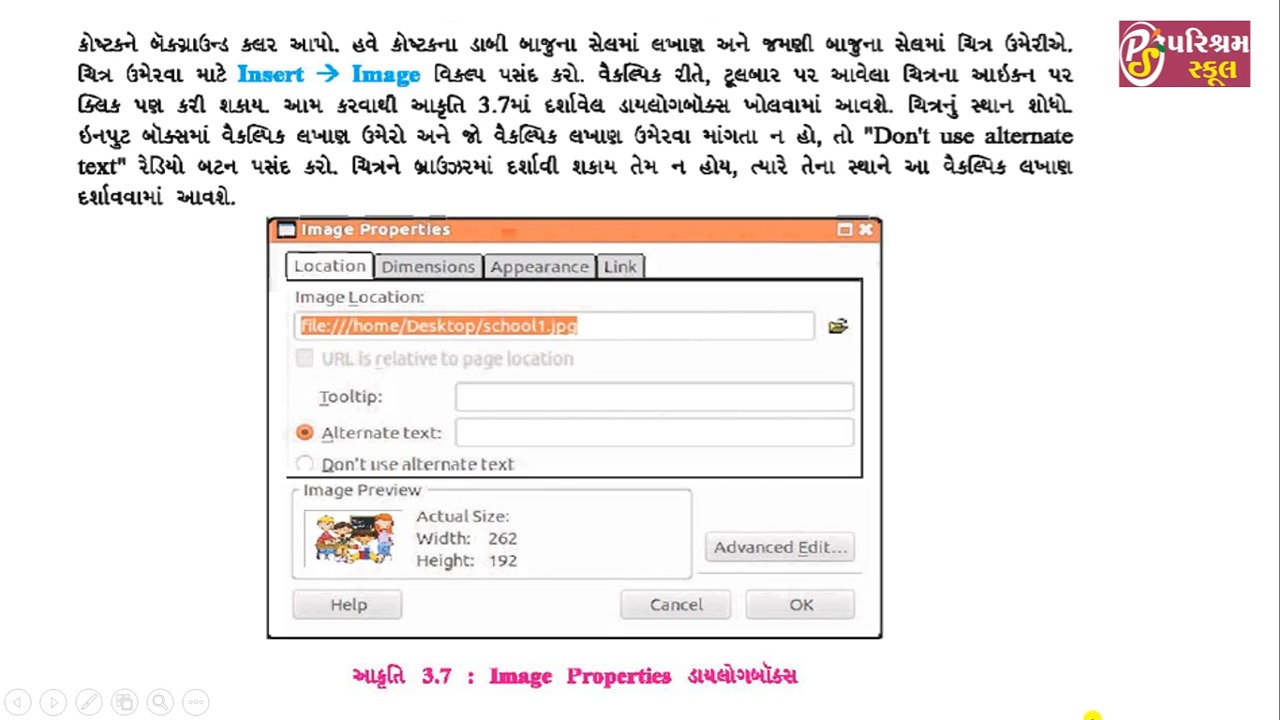 કોષ્ટકને બૅકગ્રાઉન્ડ કલર આપો. હવે કોષ્ટકના ડાબી બાજુના સેલમાં લખાણ અને જમણી બાજુના સેલમાં ચિત્ર ઉમેરીએ.
ચિત્ર ઉમેરવા માટે Insert → Image વિકલ્પ પસંદ કરો. વૈકલ્પિક રીતે, ટૂલબાર પર આવેલા ચિત્રના આઇકન પર
ક્લિક પણ કરી શકાય. આમ કરવાથી આકૃતિ 3.7માં દર્શાવેલ ડાયલોગબૉક્સ ખોલવામાં આવશે. ચિત્રનું સ્થાન શોધો.
ઇનપુટ બૉક્સમાં વૈકલ્પિક લખાણ ઉમેરો અને જો વૈકલ્પિક લખાણ ઉમેરવા માંગતા ન હો, તો "Don't use alternate
text" રેડિયો બટન પસંદ કરો. ચિત્રને બ્રાઉઝરમાં દર્શાવી શકાય તેમ ન હોય, ત્યારે તેના સ્થાને આ વૈકલ્પિક લખાણ
દર્શાવવામાં આવશે.
પરિશ્રમ
સ્કૂલ
Image Properties
Location Dimensions Appearance Link
Image Location:
file:///home/Desktop/school1.jpg
URL is relative to page location
Tooltip:
Alternate text:
Don't use alternate text
Image Preview
Actual Size:
Width: 262
Height: 192
Advanced Edit...
Help Cancel OK
આકૃતિ 3.7 : Image Properties ડાયલોગબૉક્સ